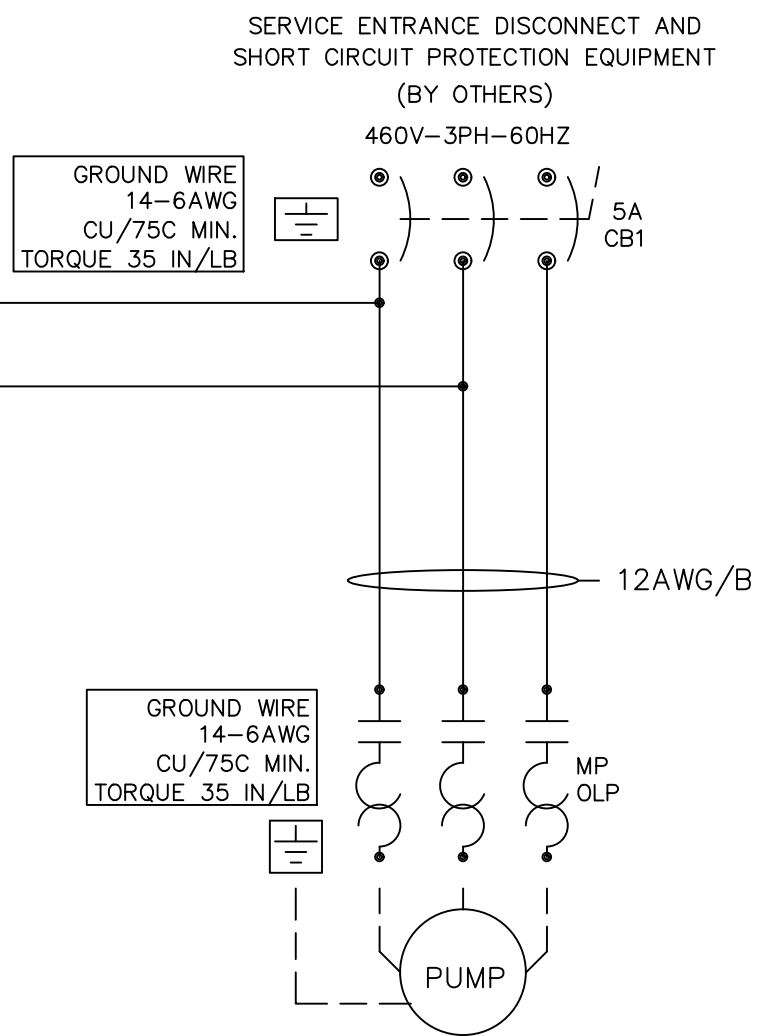 SERVICE ENTRANCE DISCONNECT AND
SHORT CIRCUIT PROTECTION EQUIPMENT
(BY OTHERS)
460V-3PH-60HZ
GROUND WIRE
14-6AWG
CU/75C MIN.
TORQUE 35 IN/LB
5A
CB1
12AWG/B
GROUND WIRE
14-6AWG
CU/75C MIN.
TORQUE 35 IN/LB
MP
OLP
PUMP